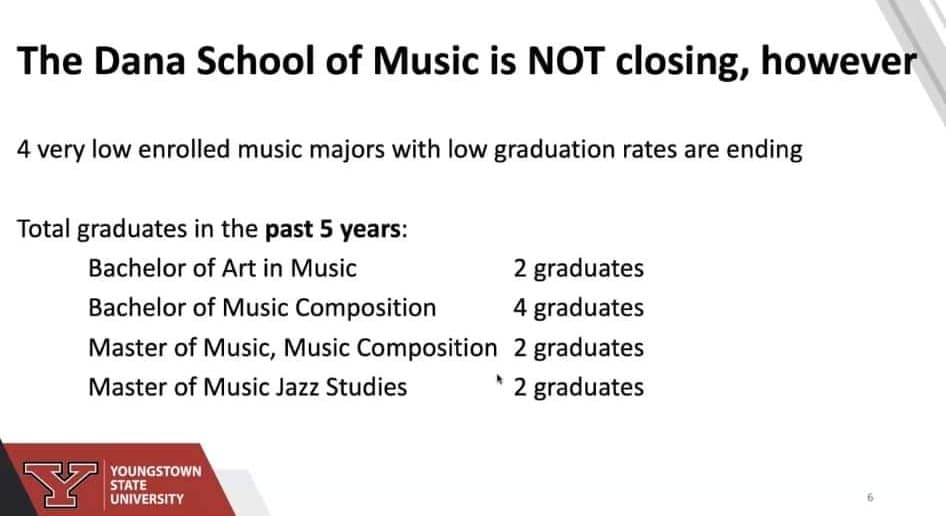 The Dana School of Music is NOT closing, however
4 very low enrolled music majors with low graduation rates are ending
Total graduates in the past 5 years:
Bachelor of Art in Music 2 graduates
Bachelor of Music Composition 4 graduates
Master of Music, Music Composition 2 graduates
Master of Music Jazz Studies 2 graduates
Y YOUNGSTOWN
STATE
UNIVERSITY
6